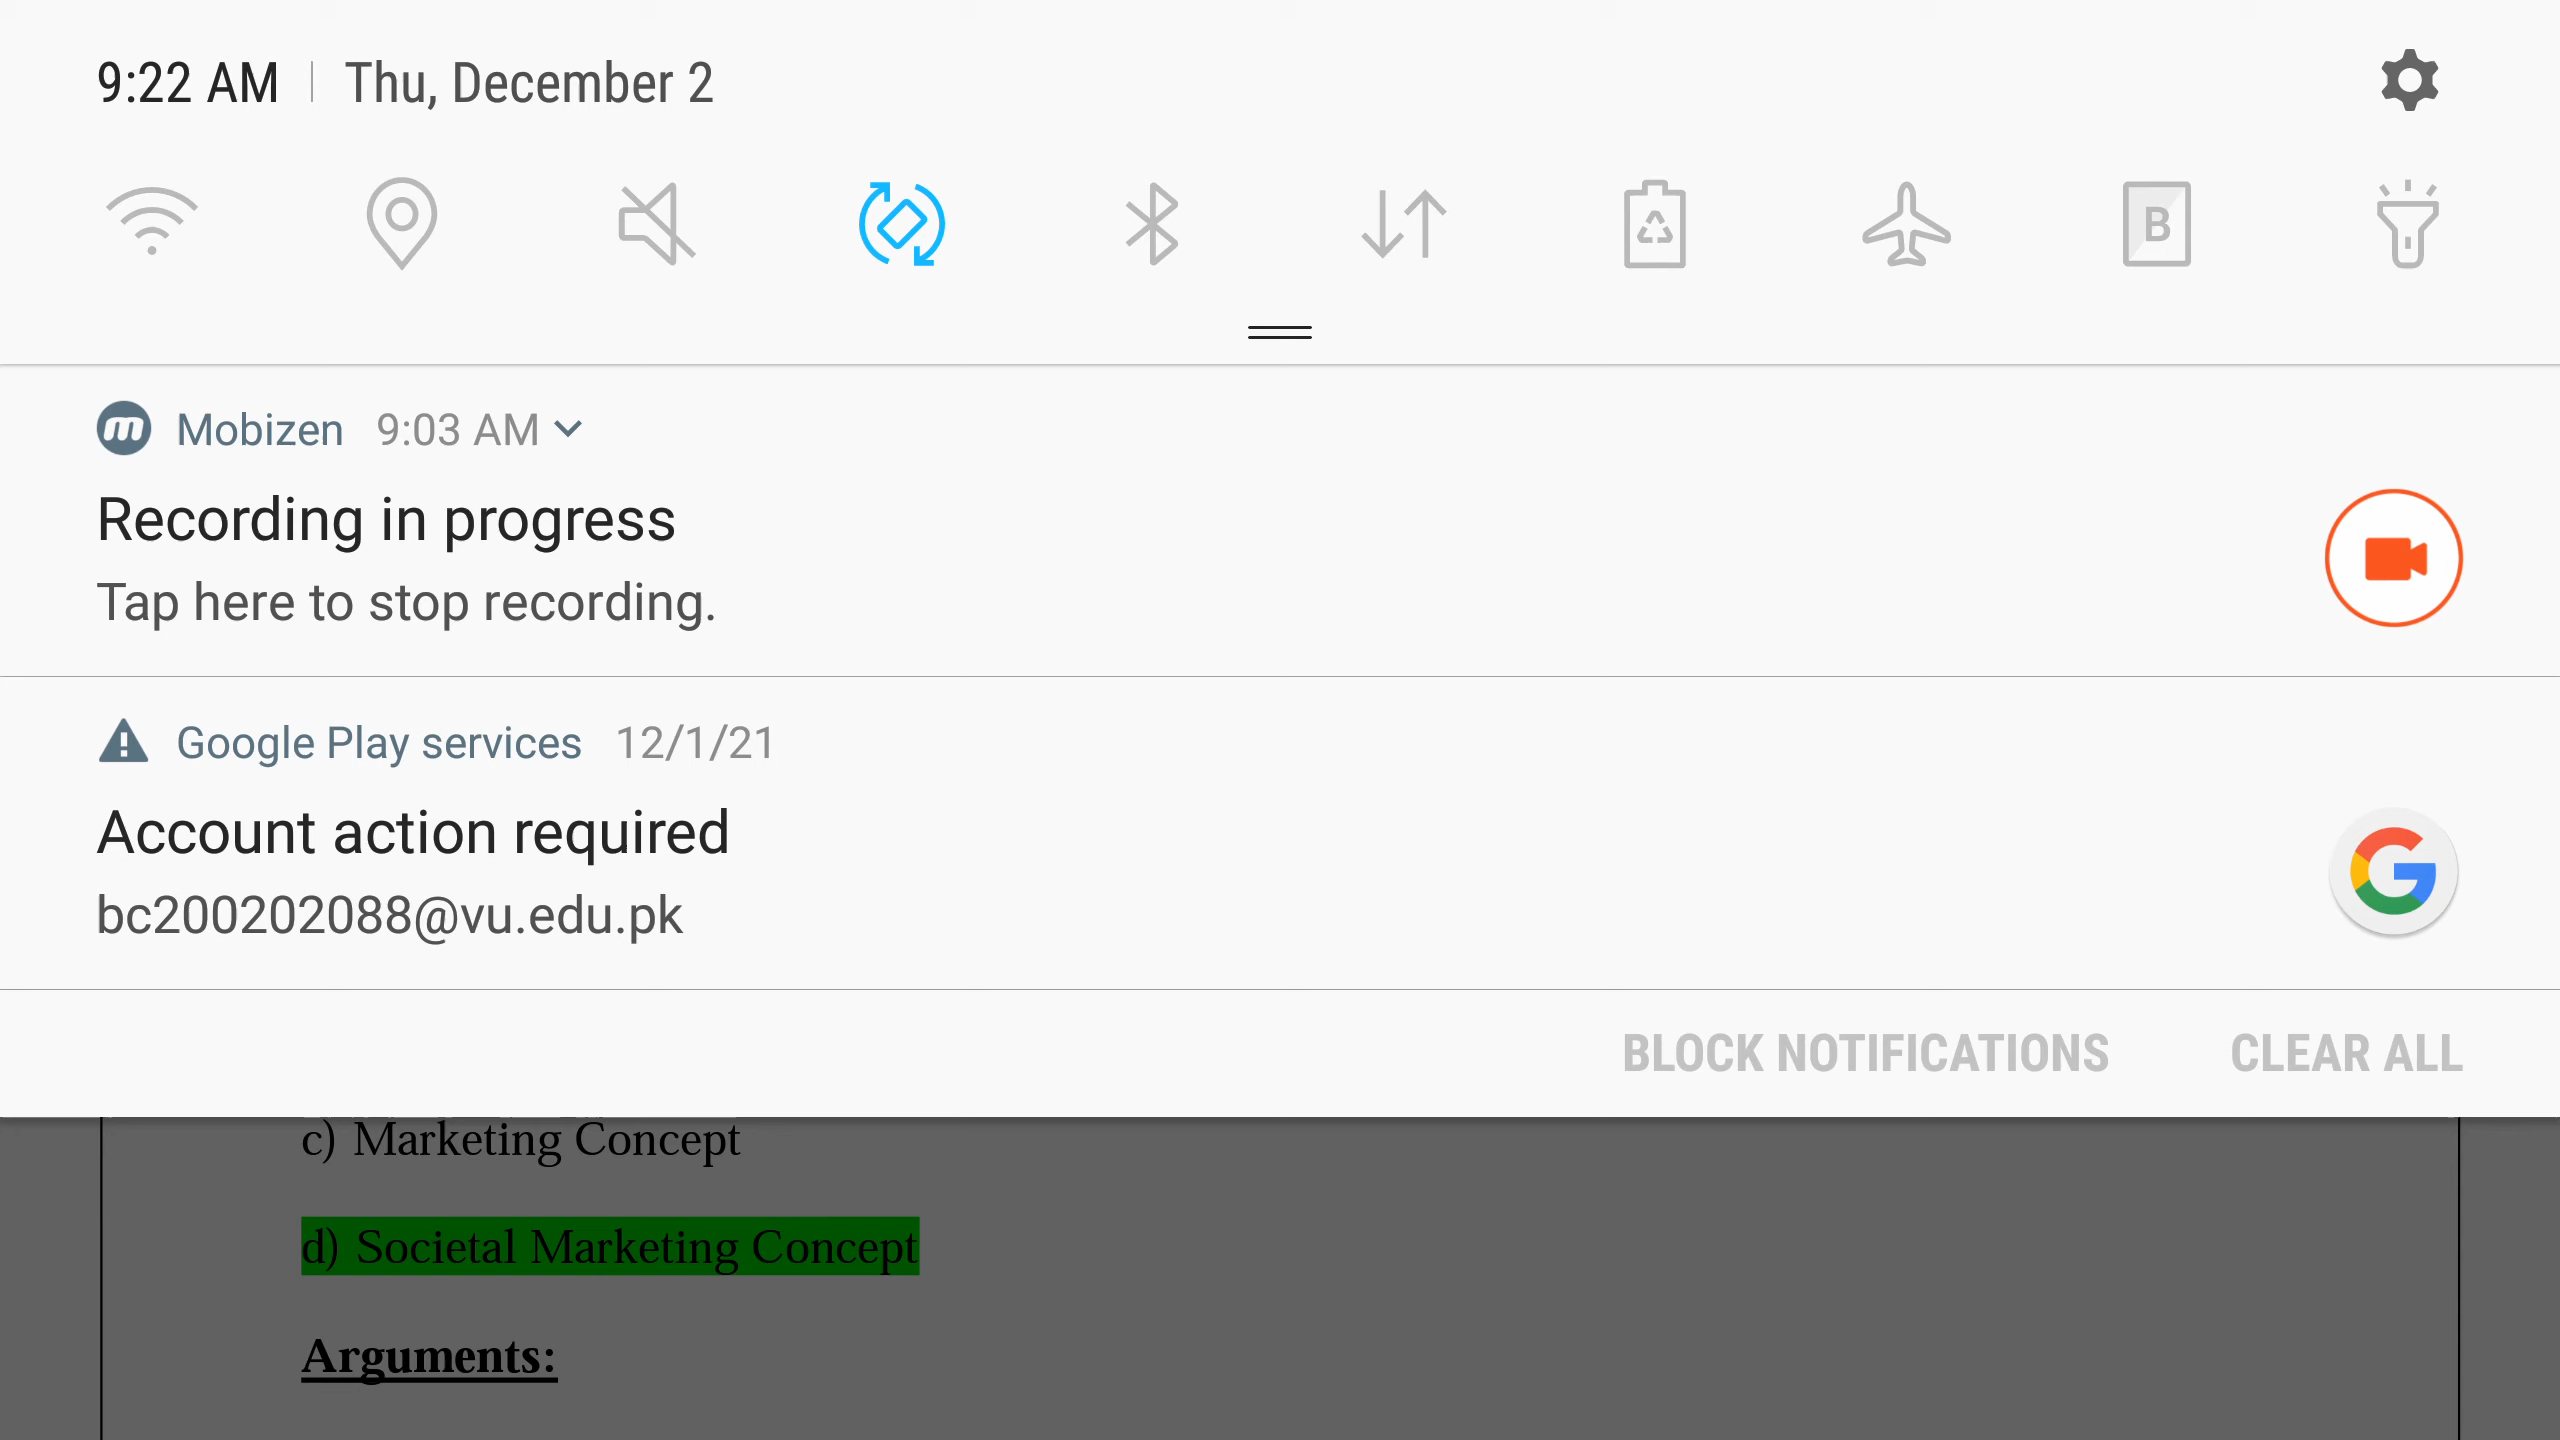 9:22 AM | Thu, December 2
B
m Mobizen 9:03 AM
Recording in progress
Tap here to stop recording.
Google Play services 12/1/21
Account action required
bc200202088@vu.edu.pk
G
BLOCK NOTIFICATIONS CLEAR ALL
c) Marketing Concept
d) Societal Marketing Concept
Arguments: